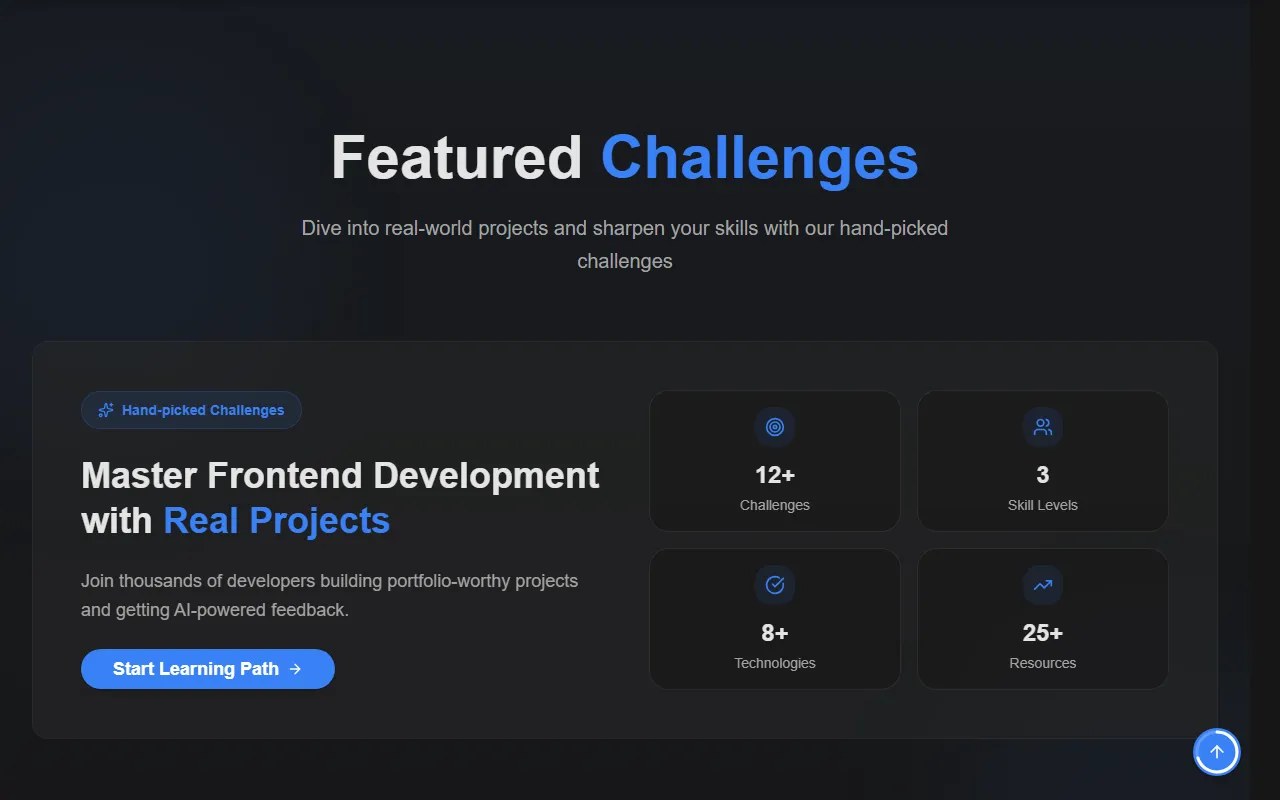 Featured Challenges
Dive into real-world projects and sharpen your skills with our hand-picked
challenges
Hand-picked Challenges
Master Frontend Development
with Real Projects
Join thousands of developers building portfolio-worthy projects
and getting AI-powered feedback.
Start Learning Path
12+
Challenges
3
Skill Levels
8+
Technologies
25+
Resources